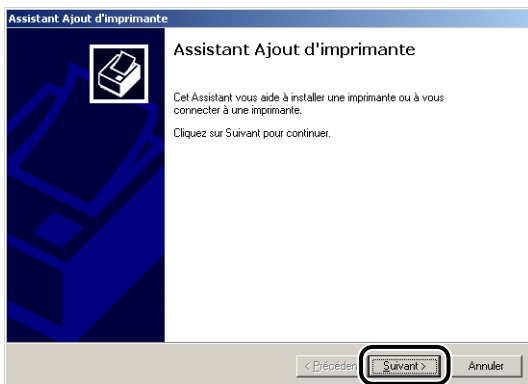 Assistant Ajout d'imprimante
Assistant Ajout d'imprimante
Cet Assistant vous aide à installer une imprimante ou à vous
connecter à une imprimante.
Cliquez sur Suivant pour continuer.
< Précéden Suivant > Annuler